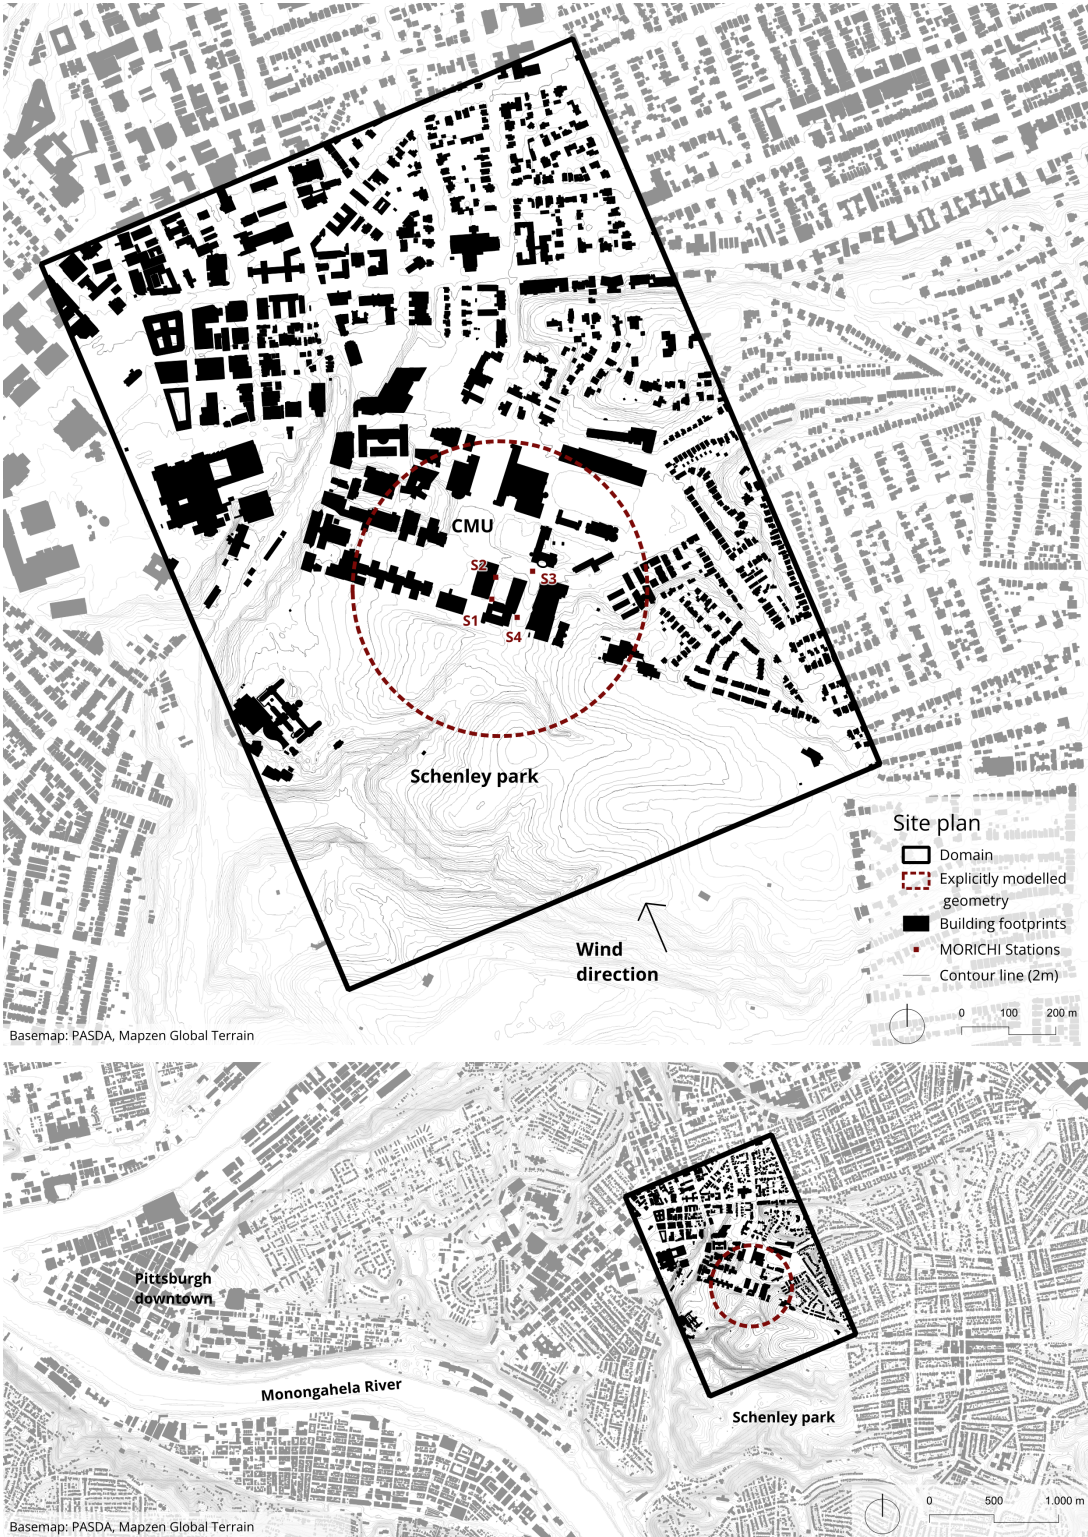 CMU
S2
S3
S1
S4
Schenley park
Site plan
Domain
Explicitly modelled
geometry
Building footprints
MORICHI Stations
Contour line (2m)
Wind
direction
0 100 200 m
Basemap: PASDA, Mapzen Global Terrain
Pittsburgh
downtown
Monongahela River
Schenley park
0 500 1.000 m
Basemap: PASDA, Mapzen Global Terrain